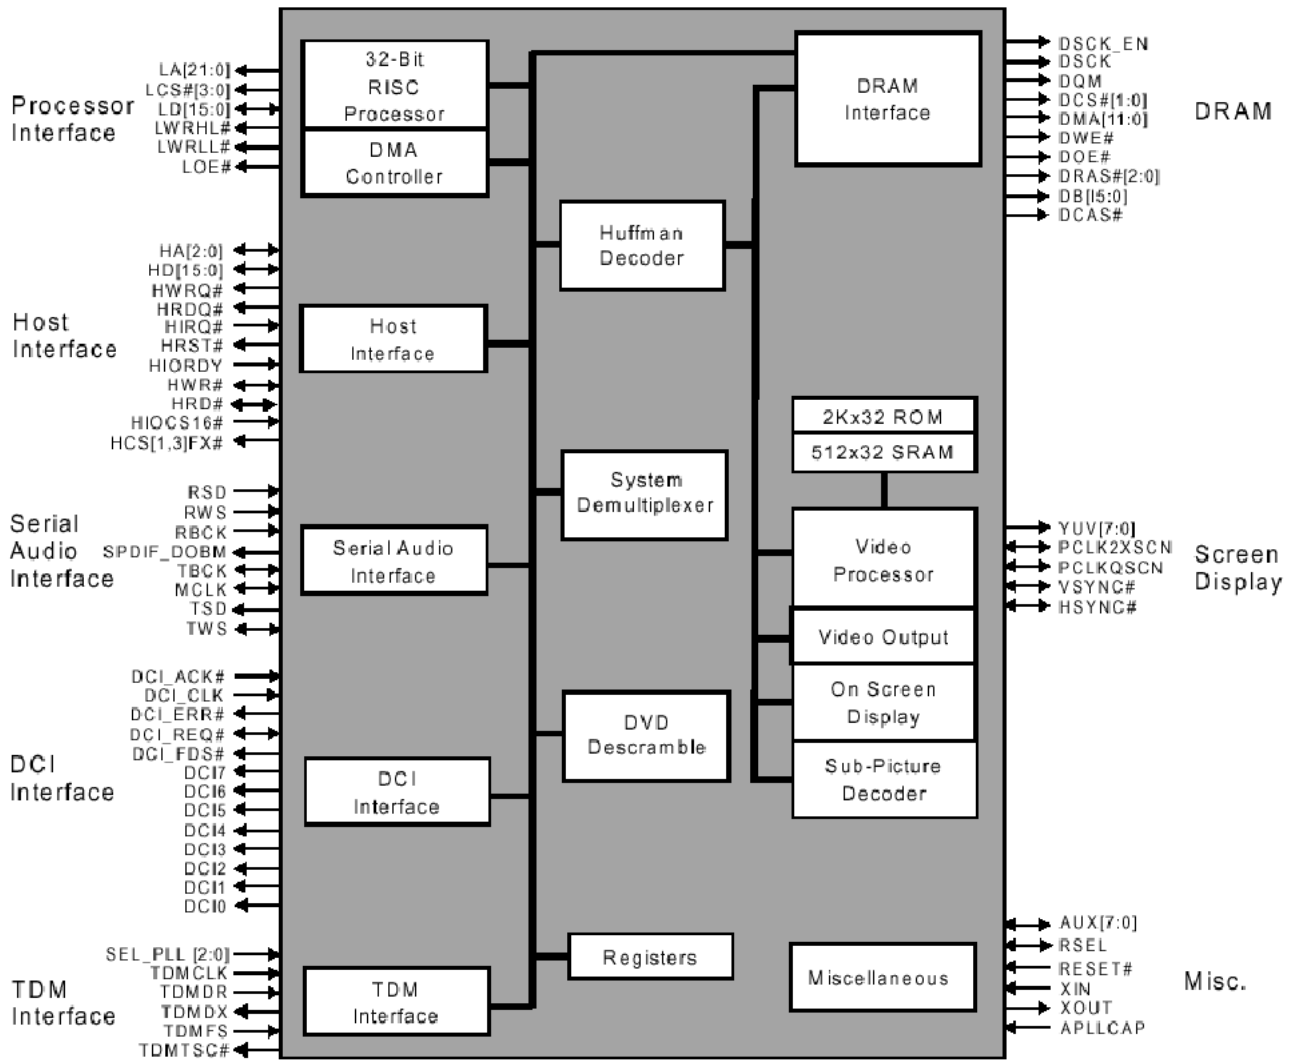 Processor
Interface
LA[21:0]
LCS#[3:0]
LD[15:0]
LWRHL#
LWRLL#
LOE#
Host
Interface
HA[2:0]
HD[15:0]
HWRQ#
HRDQ#
HIRQ#
HRST#
HIORDY
HWR#
HRD#
HIOCS16#
HCS[1,3]FX#
Serial
Audio
Interface
RSD
RWS
RBCK
SPDIF_DOBM
TBCK
MCLK
TSD
TWS
DCI
Interface
DCI_ACK#
DCI_CLK
DCI_ERR#
DCI_REQ#
DCI_FDS#
DCI7
DCI6
DCI5
DCI4
DCI3
DCI2
DCI1
DCI0
TDM
Interface
SEL_PLL [2:0]
TDMCLK
TDMDR
TDMDX
TDMFS
TDMTSC#
32-Bit
RISC
Processor
DMA
Controller
Host
Interface
Serial Audio
Interface
DCI
Interface
TDM
Interface
Huffman
Decoder
System
Demultiplexer
DVD
Descramble
Registers
DRAM
Interface
2Kx32 ROM
512x32 SRAM
Video
Processor
Video Output
On Screen
Display
Sub-Picture
Decoder
Miscellaneous
DSCK_EN
DSCK
DQM
DCS#[1:0]
DMA[11:0]
DWE#
DOE#
DRAS#[2:0]
DB[I5:0]
DCAS#
DRAM
YUV[7:0]
PCLK2XSCN
PCLKQSCN
VSYNC#
HSYNC#
Screen
Display
AUX[7:0]
RSEL
RESET#
XIN
XOUT
APLLCAP
Misc.